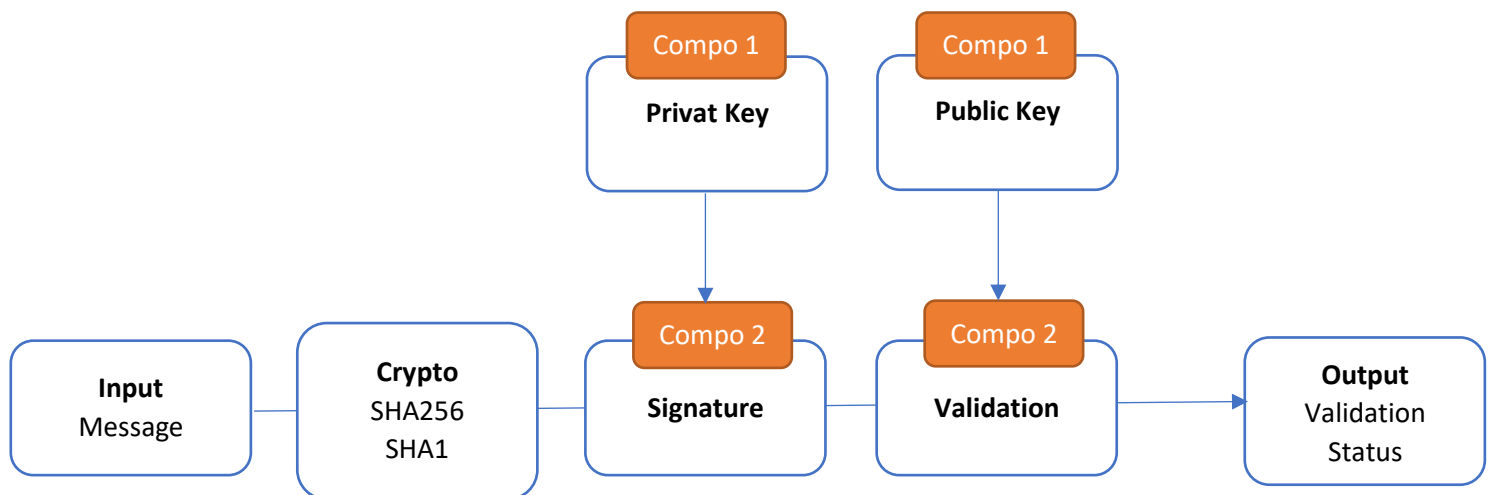 Compo 1
Privat Key
Compo 1
Public Key
Input
Message
Crypto
SHA256
SHA1
Compo 2
Signature
Compo 2
Validation
Output
Validation
Status